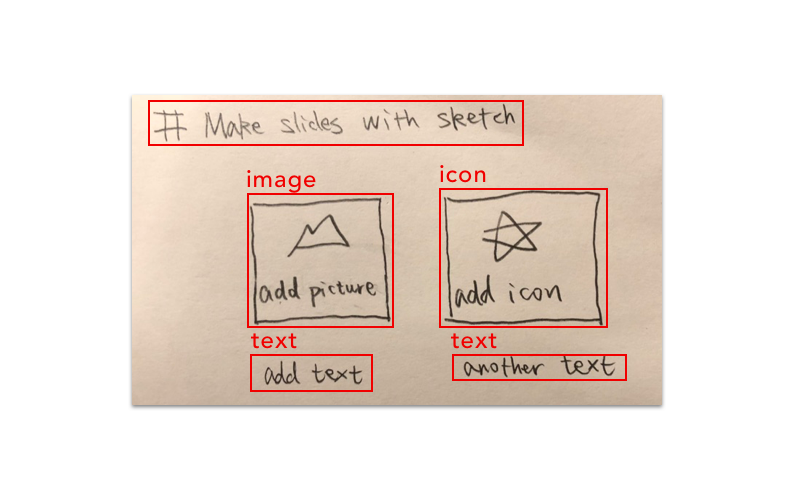 # Make slides with sketch
image
icon
add picture
add icon
text
text
add text
another text